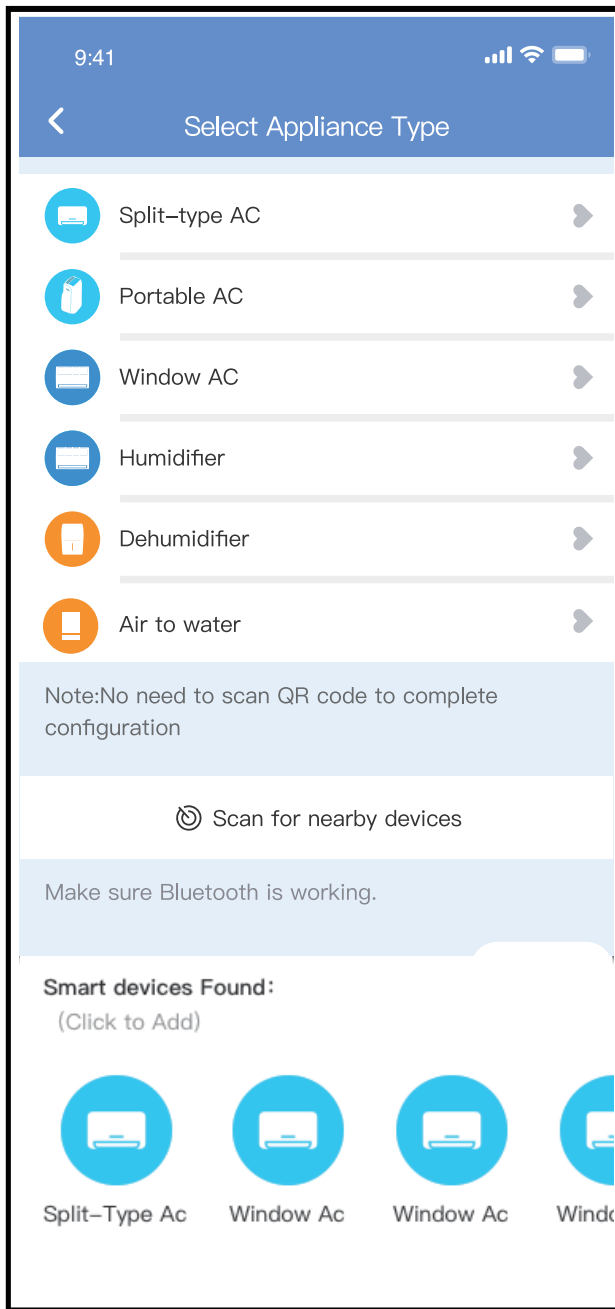 9:41
Select Appliance Type
Split-type AC
Portable AC
Window AC
Humidifier
Dehumidifier
Air to water
Note:No need to scan QR code to complete
configuration
Scan for nearby devices
Make sure Bluetooth is working.
Smart devices Found:
(Click to Add)
Split-Type Ac Window Ac Window Ac